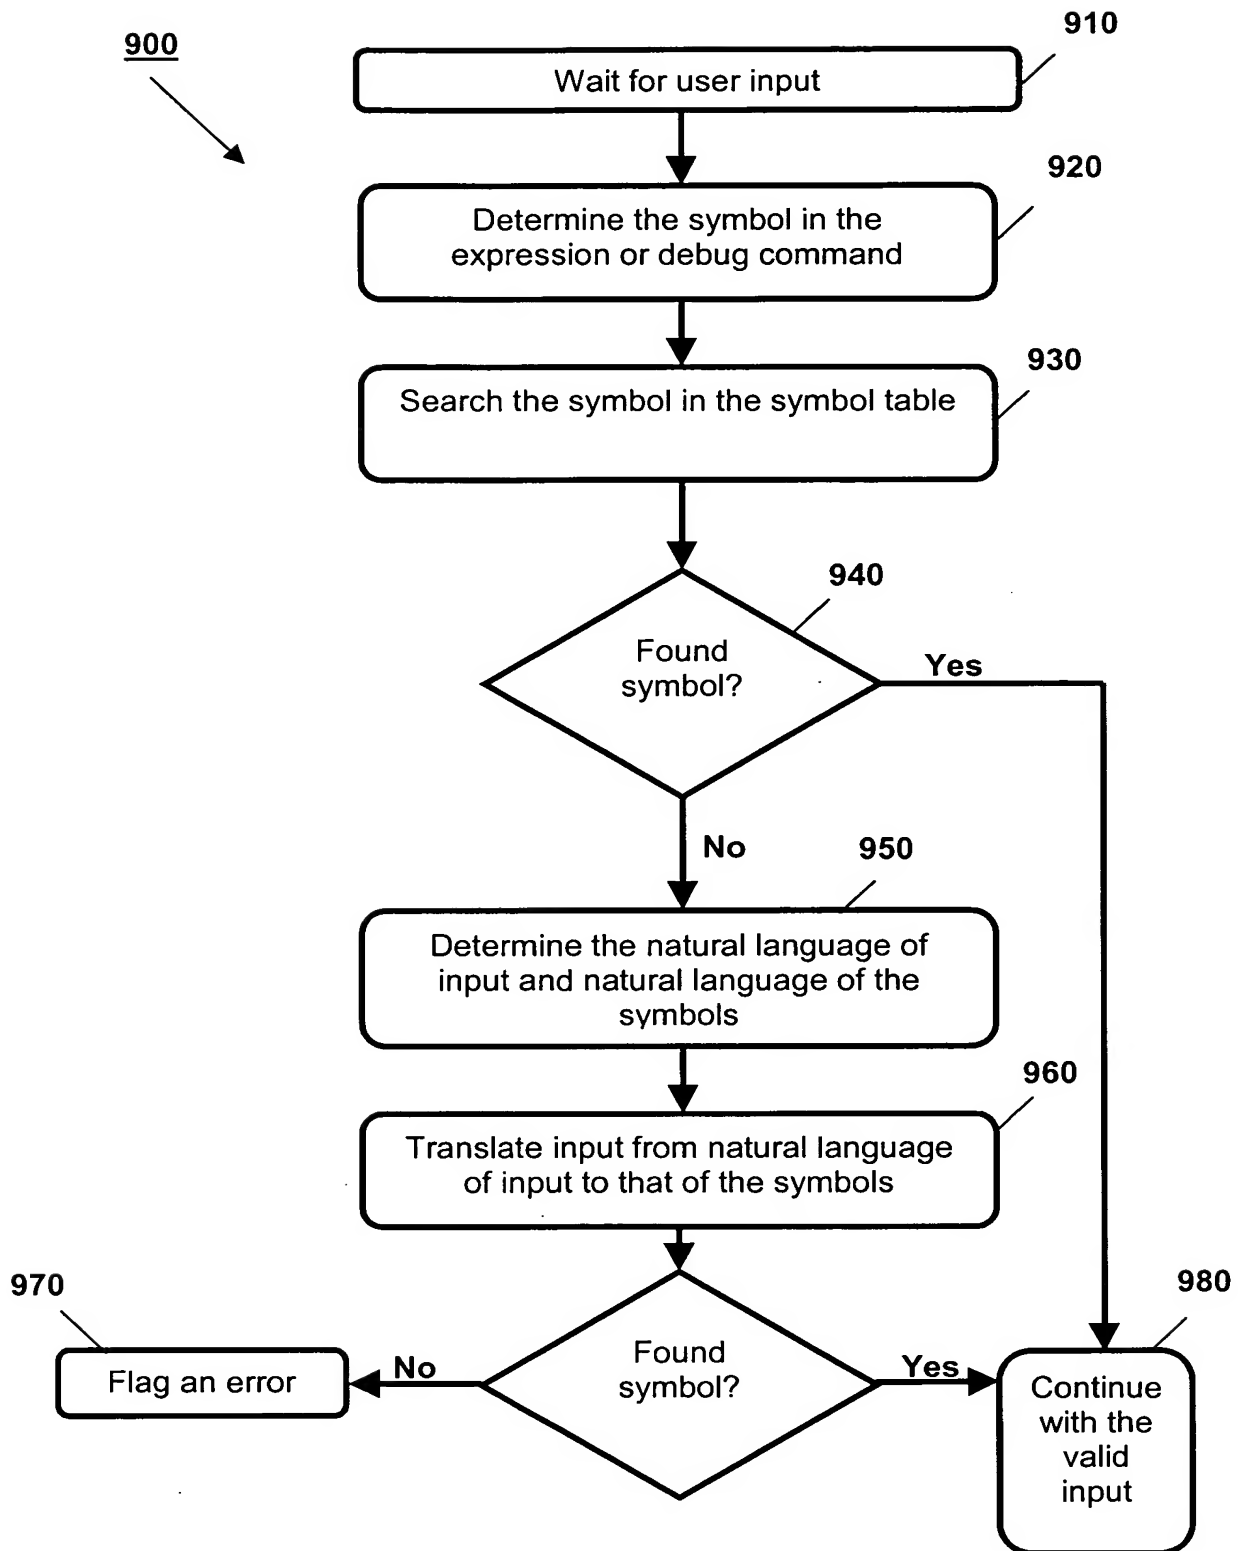 900
910
Wait for user input
920
Determine the symbol in the
expression or debug command
930
Search the symbol in the symbol table
940
Found
symbol?
Yes
No
950
Determine the natural language of
input and natural language of the
symbols
960
Translate input from natural language
of input to that of the symbols
970
Flag an error
No
Found
symbol?
Yes
980
Continue
with the
valid
input